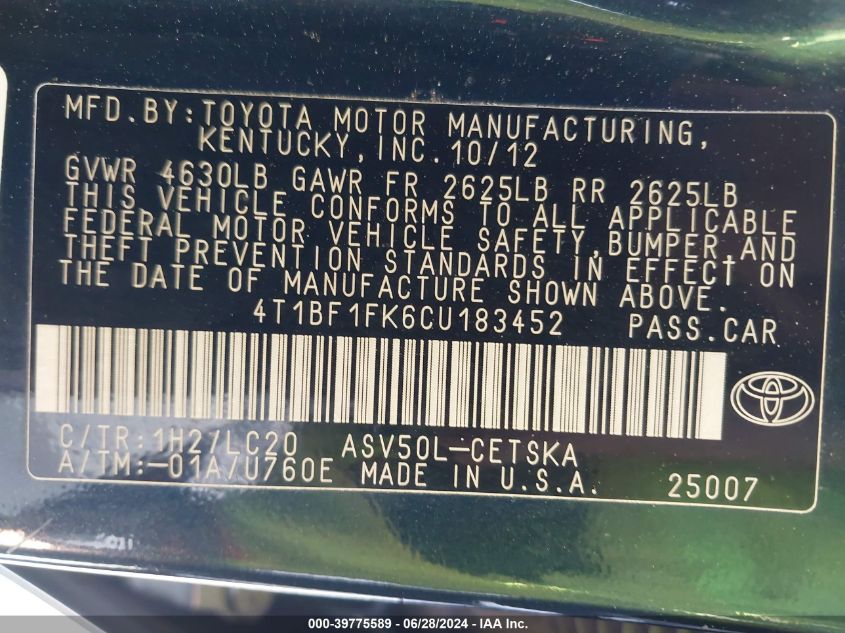 MFD.BY:TOYOTA MOTOR MANUFACTURING,
KENTUCKY,INC.10/12
GVWR 4630LB GAWR FR 2625LB RR 2625LB
THIS VEHICLE CONFORMS TO ALL APPLICABLE
FEDERAL MOTOR VEHICLE SAFETY,BUMPER,AND
THEFT PREVENTION STANDARDS IN EFFECT ON
THE DATE OF MANUFACTURE SHOWN ABOVE.
4T1BF1FK6CU183452 PASS.CAR
C/TR:1H2/LC20 ASV50L-CETSKA
A/TM:-01A/U760E MADE IN U.S.A. 25007
000-39775589 / 06/28/2024 - IAA Inc.